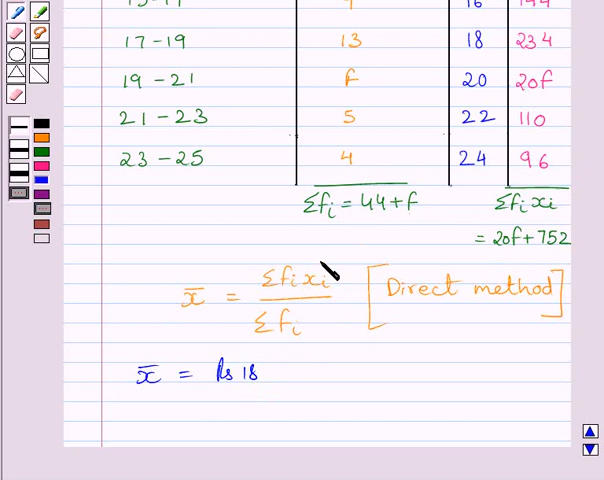 16
17-19 13 18 234
19-21 f 20 20f
21-23 5 22 110
23-25 4 24 96
Σfi = 44+f Σfixi
= 20f+752
x̄ = Σfixi / Σfi [Direct method]
x̄ = Rs 18